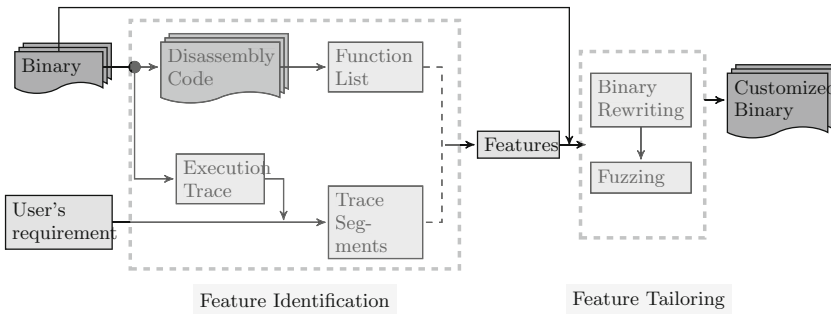 Binary
Disassembly
Code
Function
List
Binary
Rewriting
Customized
Binary
Features
Execution
Trace
Fuzzing
User's
requirement
Trace
Seg-
ments
Feature Identification
Feature Tailoring